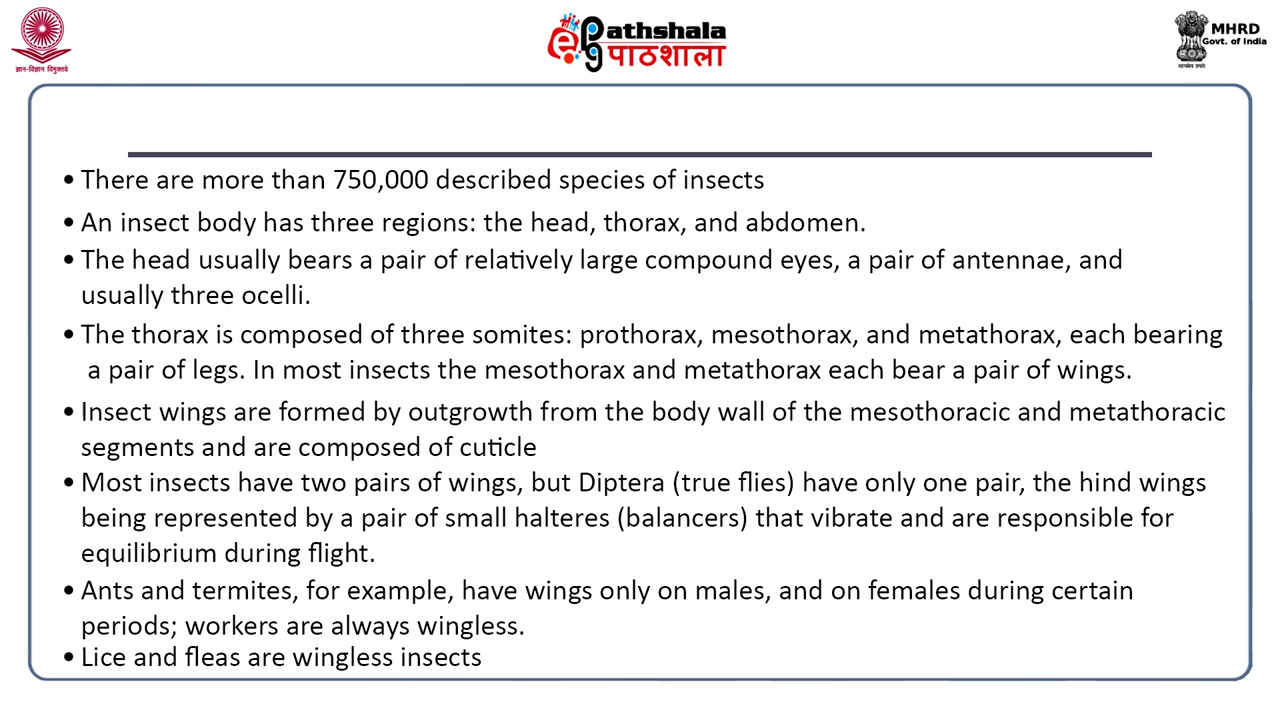 ज्ञान-विज्ञान विमुक्तये
ePG athshala
पाठशाला
MHRD
Govt. of India
सत्यमेव जयते
• There are more than 750,000 described species of insects
• An insect body has three regions: the head, thorax, and abdomen.
• The head usually bears a pair of relatively large compound eyes, a pair of antennae, and
usually three ocelli.
• The thorax is composed of three somites: prothorax, mesothorax, and metathorax, each bearing
a pair of legs. In most insects the mesothorax and metathorax each bear a pair of wings.
• Insect wings are formed by outgrowth from the body wall of the mesothoracic and metathoracic
segments and are composed of cuticle
• Most insects have two pairs of wings, but Diptera (true flies) have only one pair, the hind wings
being represented by a pair of small halteres (balancers) that vibrate and are responsible for
equilibrium during flight.
• Ants and termites, for example, have wings only on males, and on females during certain
periods; workers are always wingless.
• Lice and fleas are wingless insects